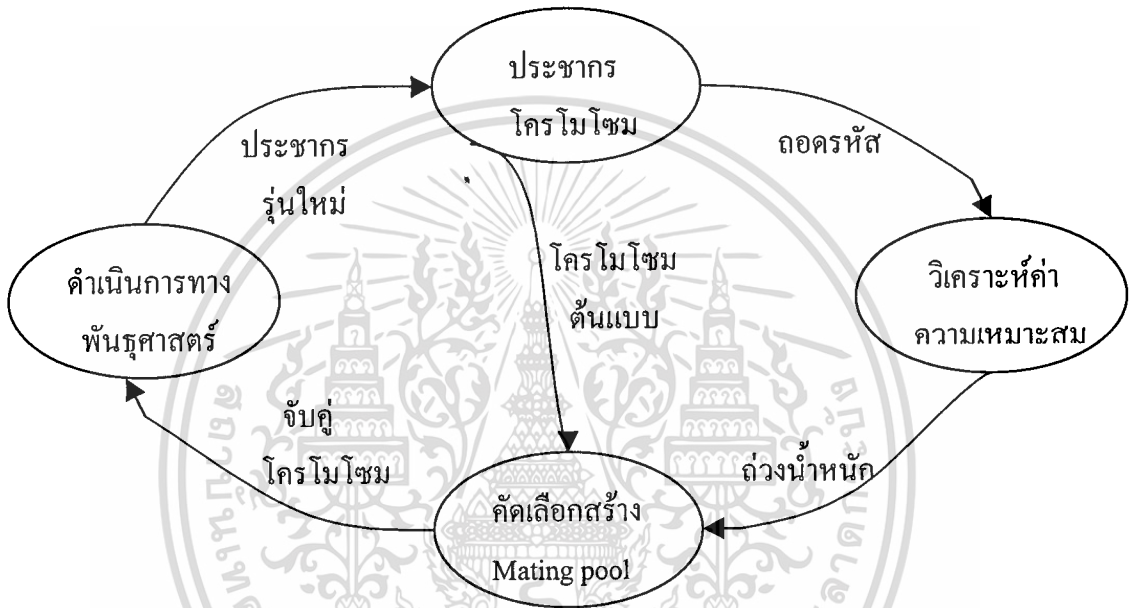 ประชากร
โครโมโซม
ถอดรหัส
ประชากร
รุ่นใหม่
โครโมโซม
ต้นแบบ
วิเคราะห์ค่า
ความเหมาะสม
ดำเนินการทาง
พันธุศาสตร์
จับคู่
โครโมโซม
ถ่วงน้ำหนัก
คัดเลือกสร้าง
Mating pool